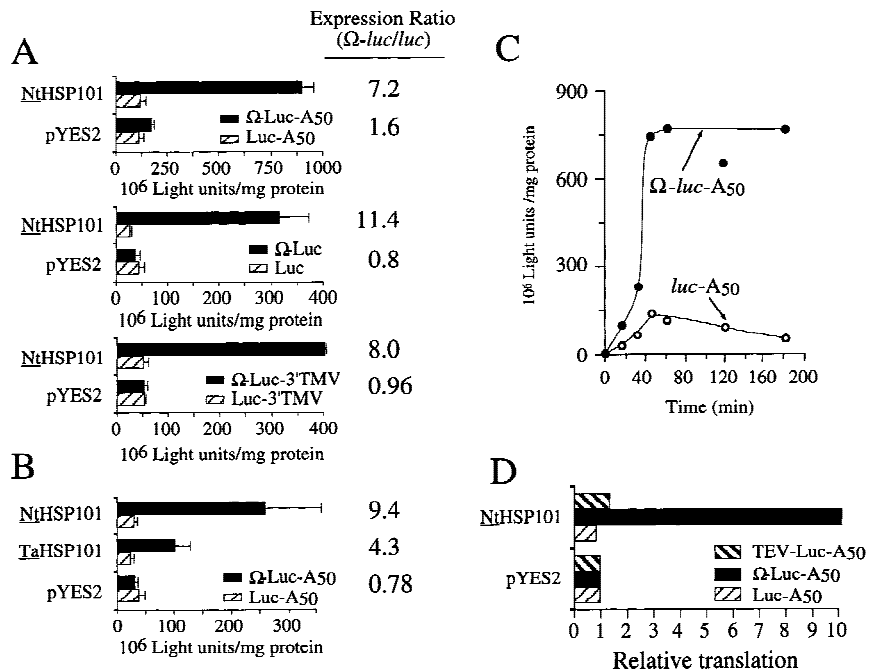 Expression Ratio
(Ω-luc/luc)
A
NtHSP101
7.2
pYES2
1.6
Ω-Luc-A50
Luc-A50
0 250 500 750 1000
10⁶ Light units/mg protein
NtHSP101
11.4
pYES2
0.8
Ω-Luc
Luc
0 100 200 300 400
10⁶ Light units/mg protein
NtHSP101
8.0
pYES2
0.96
Ω-Luc-3'TMV
Luc-3'TMV
0 100 200 300 400
10⁶ Light units/mg protein
B
NtHSP101
9.4
TaHSP101
4.3
pYES2
0.78
Ω-Luc-A50
Luc-A50
0 100 200 300
10⁶ Light units/mg protein
C
10⁶ Light units /mg protein
900
600
300
0
Ω-luc-A50
luc-A50
0 40 80 120 160 200
Time (min)
D
NtHSP101
pYES2
TEV-Luc-A50
Ω-Luc-A50
Luc-A50
0 1 2 3 4 5 6 7 8 9 10
Relative translation